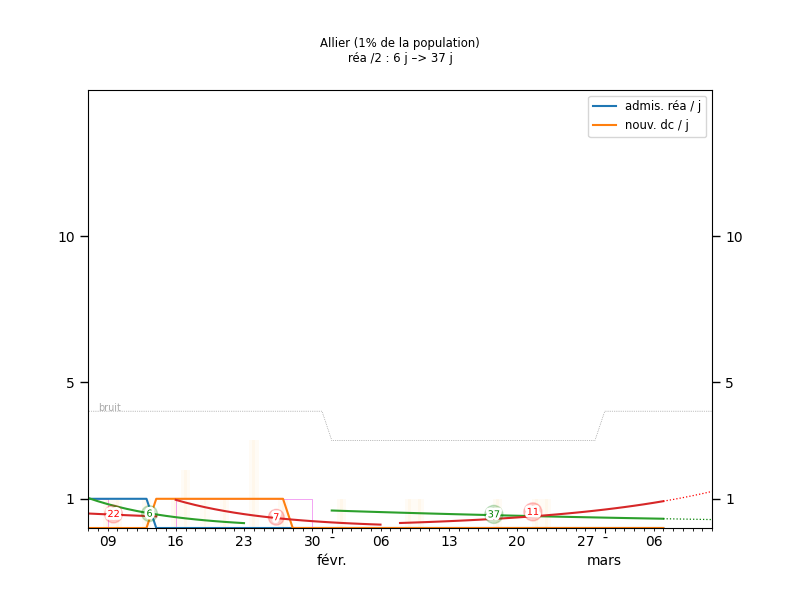 Allier (1% de la population)
réa /2 : 6 j –> 37 j
admis. réa / j
nouv. dc / j
10
10
5
5
bruit
1
1
22
6
7
37
11
09
16
23
30
06
13
20
27
06
févr.
mars